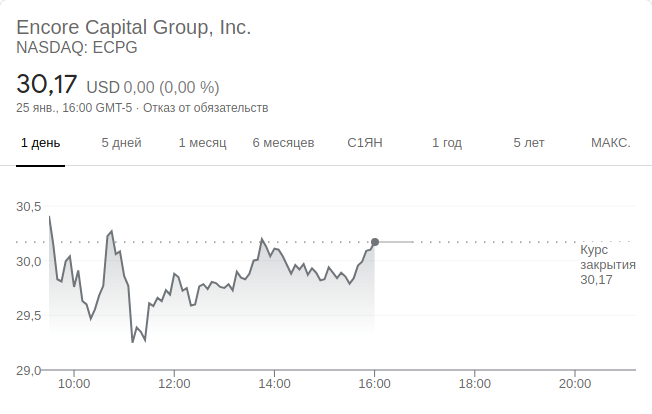 Encore Capital Group, Inc.
NASDAQ: ECPG
30,17 USD 0,00 (0,00 %)
25 янв., 16:00 GMT-5 · Отказ от обязательств
1 день 5 дней 1 месяц 6 месяцев С1ЯН 1 год 5 лет МАКС.
30,5
30,0
29,5
29,0
Курс
закрытия
30,17
10:00 12:00 14:00 16:00 18:00 20:00